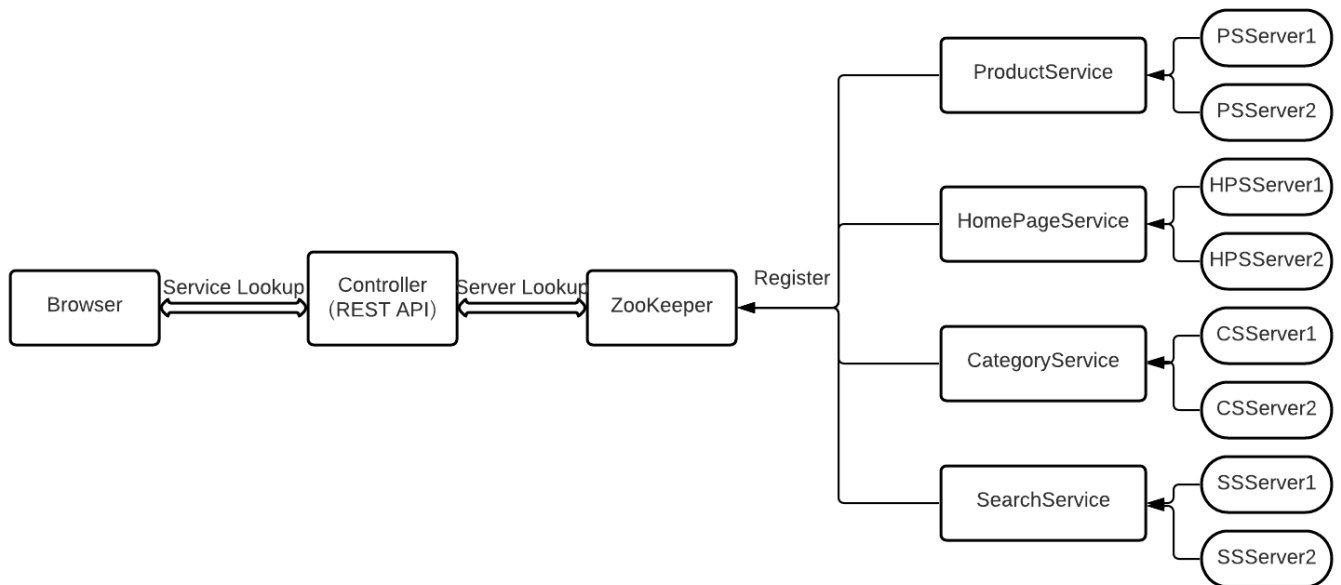 PSServer1
ProductService
PSServer2
HPSServer1
HomePageService
HPSServer2
Register
Service Lookup
Server Lookup
Browser
Controller
（REST API）
ZooKeeper
CSServer1
CategoryService
CSServer2
SSServer1
SearchService
SSServer2